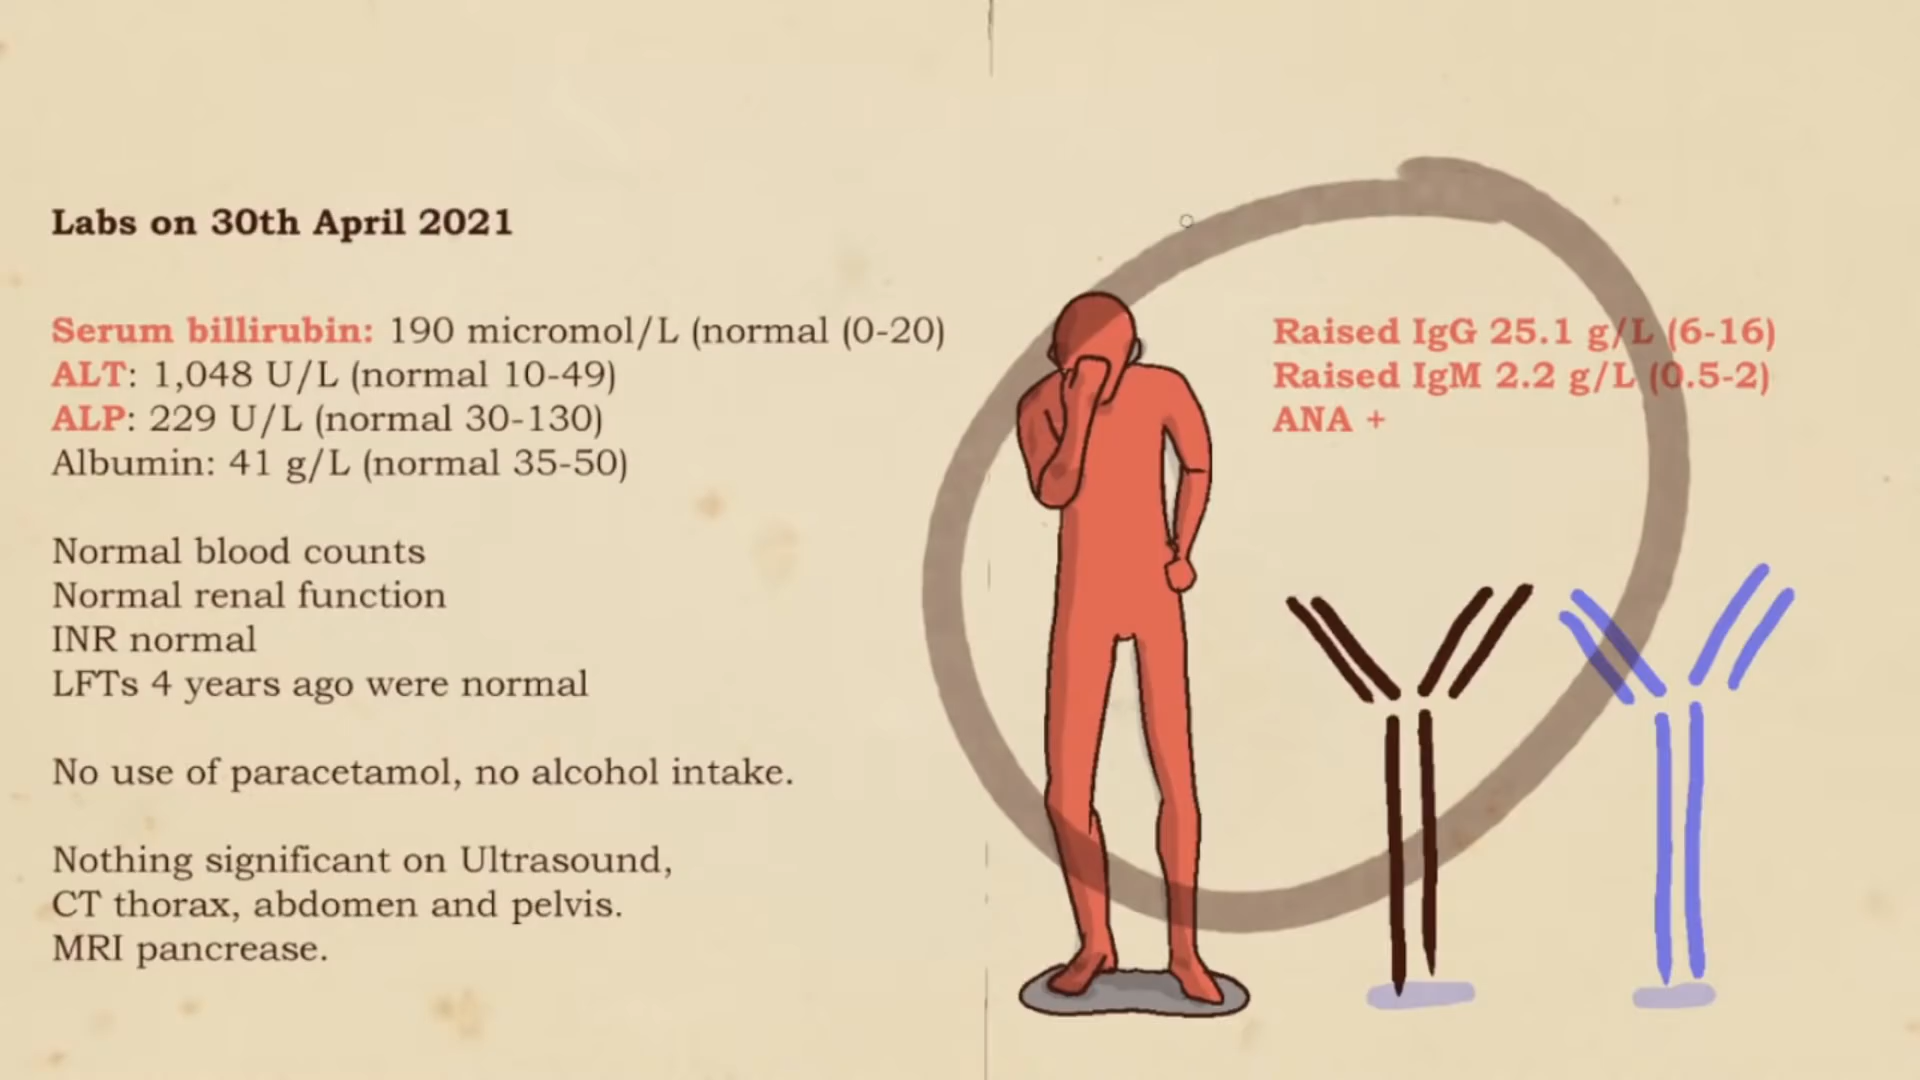 Labs on 30th April 2021
Serum billirubin: 190 micromol/L (normal (0-20)
ALT: 1,048 U/L (normal 10-49)
ALP: 229 U/L (normal 30-130)
Albumin: 41 g/L (normal 35-50)
Normal blood counts
Normal renal function
INR normal
LFTs 4 years ago were normal
No use of paracetamol, no alcohol intake.
Nothing significant on Ultrasound,
CT thorax, abdomen and pelvis.
MRI pancrease.
Raised IgG 25.1 g/L (6-16)
Raised IgM 2.2 g/L (0.5-2)
ANA +